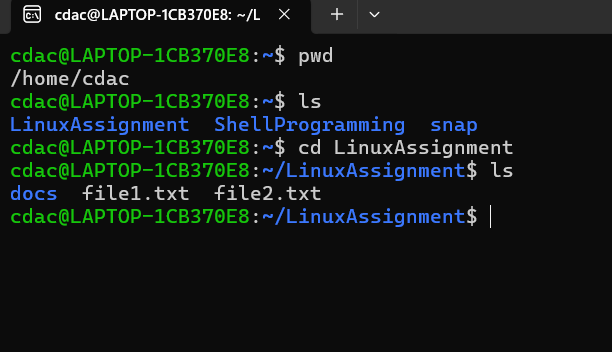 cdac@LAPTOP-1CB370E8: ~/L
cdac@LAPTOP-1CB370E8:~$ pwd
/home/cdac
cdac@LAPTOP-1CB370E8:~$ ls
LinuxAssignment  ShellProgramming  snap
cdac@LAPTOP-1CB370E8:~$ cd LinuxAssignment
cdac@LAPTOP-1CB370E8:~/LinuxAssignment$ ls
docs  file1.txt  file2.txt
cdac@LAPTOP-1CB370E8:~/LinuxAssignment$